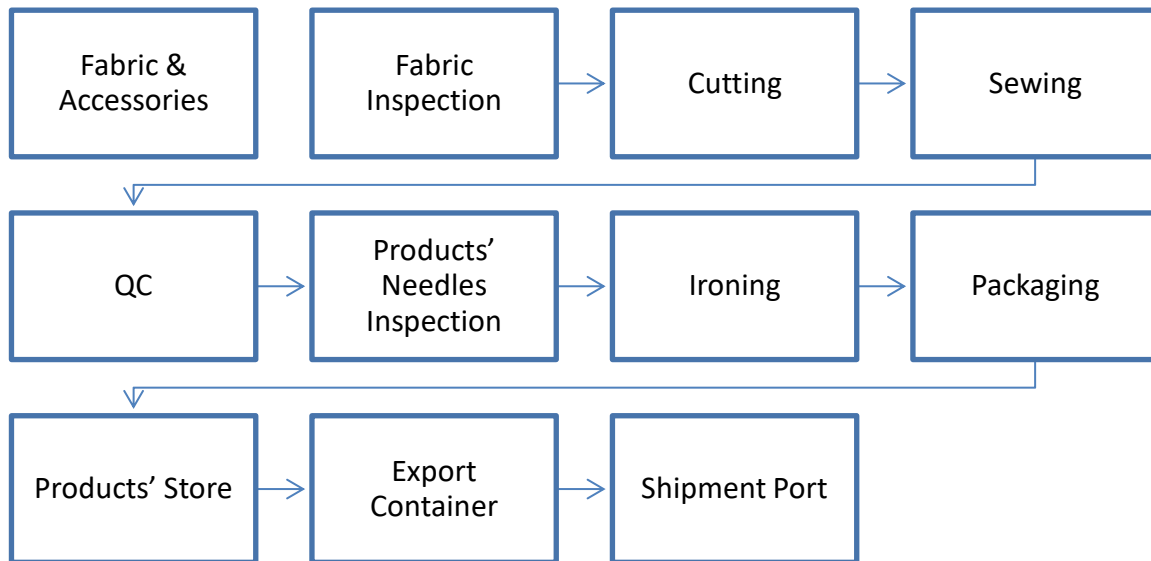 Fabric &
Accessories
Fabric
Inspection
Cutting
Sewing
QC
Products’
Needles
Inspection
Ironing
Packaging
Products’ Store
Export
Container
Shipment Port